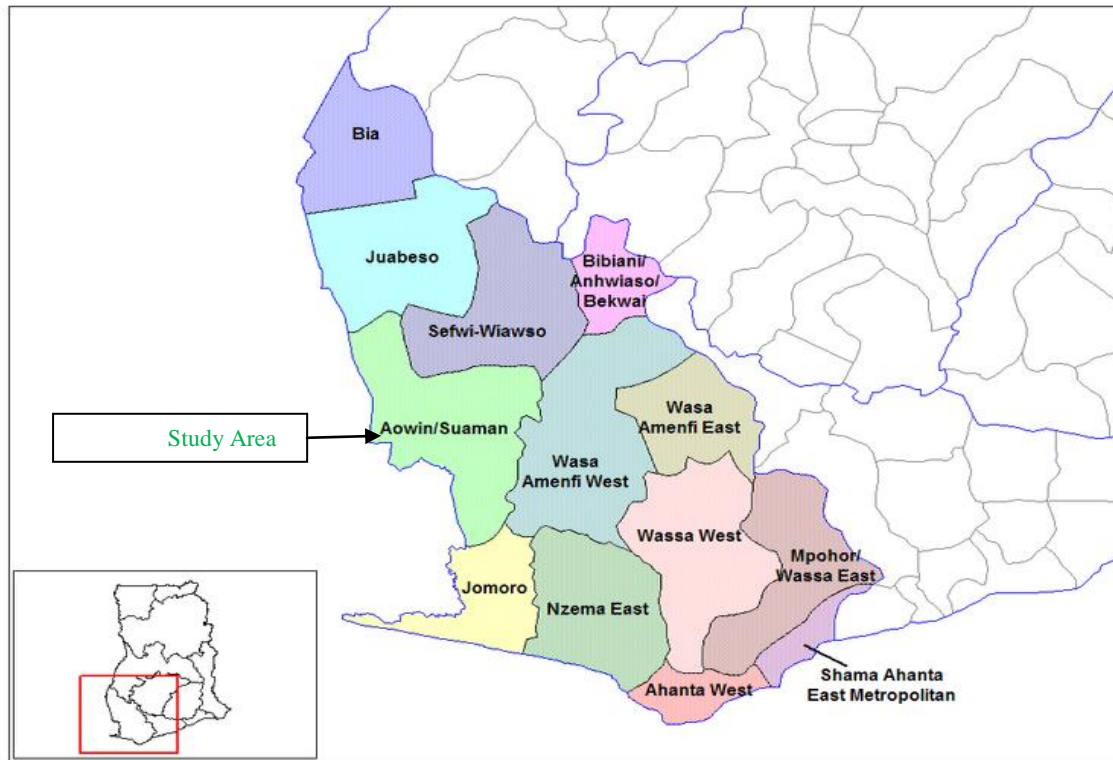 Bia
Juabeso
Bibiani/
Anhwiaso/
Bekwai
Sefwi-Wiawso
Study Area
Aowin/Suaman
Wasa
Amenfi East
Wasa
Amenfi West
Wassa West
Mpohor/
Wassa East
Jomoro
Nzema East
Shama Ahanta
East Metropolitan
Ahanta West